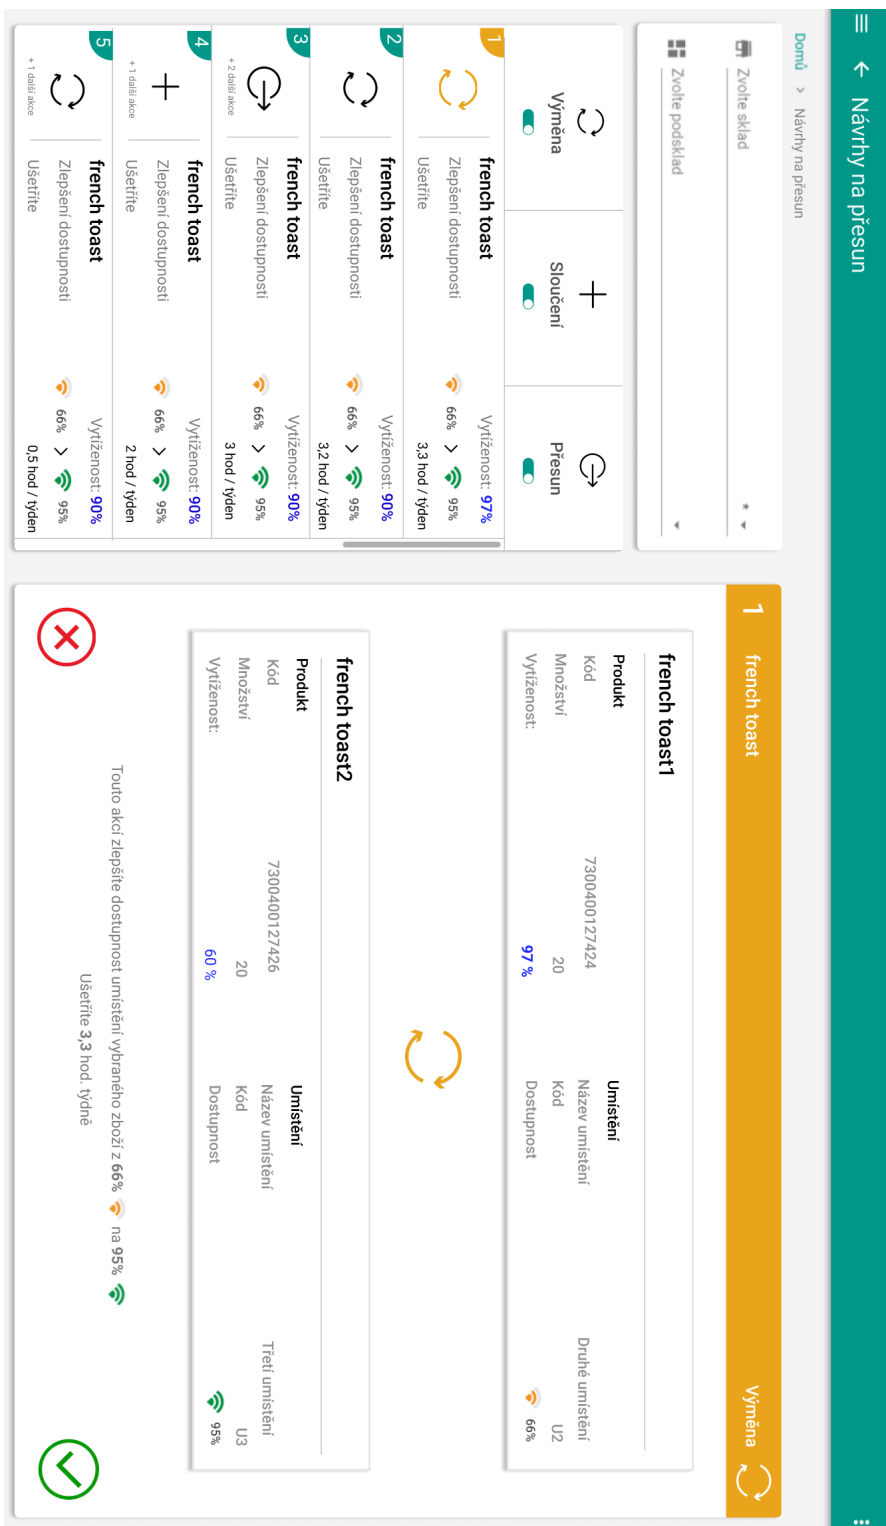 Návrhy na přesun
Domů > Návrhy na přesun
Zvolte sklad *
Zvolte podsklad
Výměna
Sloučení
Přesun
1
french toast
Vytíženost: 97%
Zlepšení dostupnosti 66% > 95%
Ušetříte 3,3 hod / týden
2
french toast
Vytíženost: 90%
Zlepšení dostupnosti 66% > 95%
Ušetříte 3,2 hod / týden
3
french toast
Vytíženost: 90%
Zlepšení dostupnosti 66% > 95%
+ 2 další akce
Ušetříte 3 hod / týden
4
french toast
Vytíženost: 90%
Zlepšení dostupnosti 66% > 95%
+ 1 další akce
Ušetříte 2 hod / týden
5
french toast
Vytíženost: 90%
Zlepšení dostupnosti 66% > 95%
+ 1 další akce
Ušetříte 0,5 hod / týden
1 french toast Výměna
french toast1
Produkt Umístění
Kód 7300400127424 Název umístění Druhé umístění
Množství 20 Kód U2
Vytíženost: 97 % Dostupnost 66%
french toast2
Produkt Umístění
Kód 7300400127426 Název umístění Třetí umístění
Množství 20 Kód U3
Vytíženost: 60 % Dostupnost 95%
Touto akcí zlepšíte dostupnost umístění vybraného zboží z 66% na 95%
Ušetříte 3,3 hod. týdně